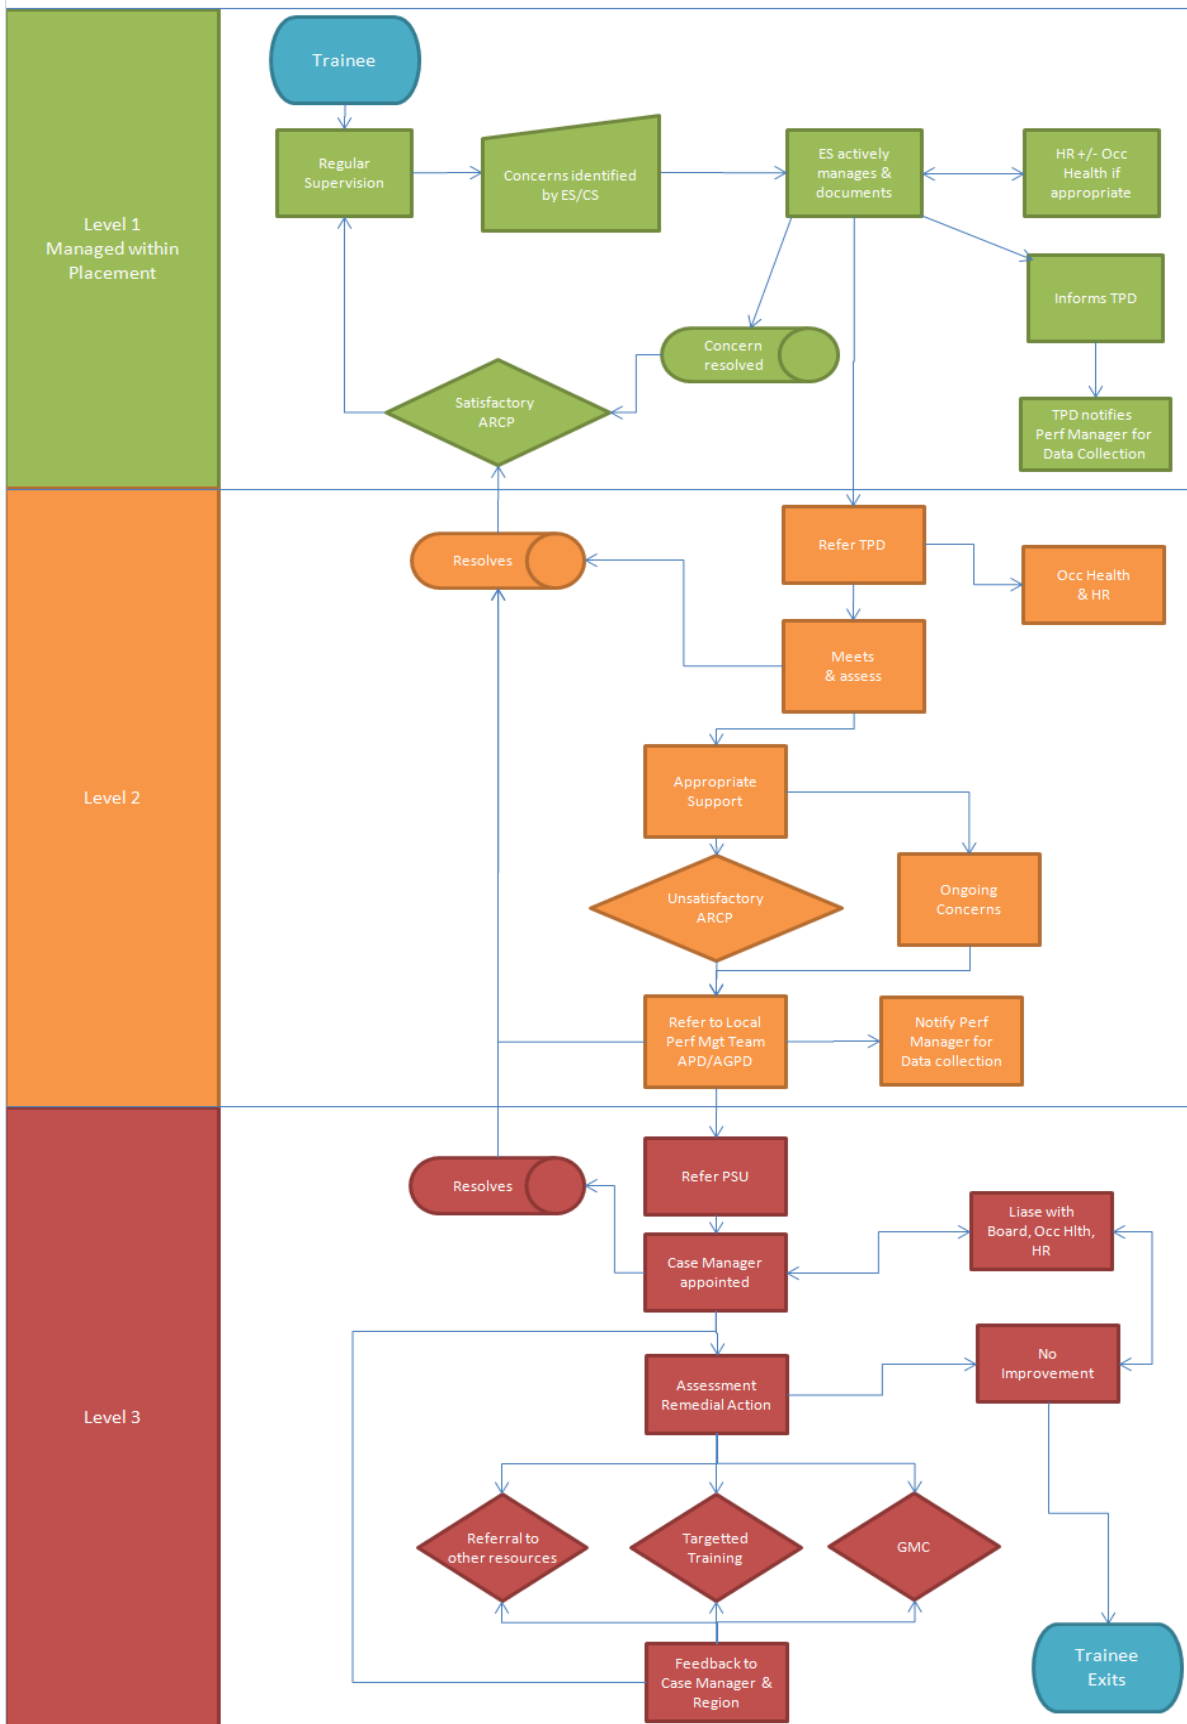 Trainee
Regular
Supervision
Concerns identified
by ES/CS
ES actively
manages &
documents
HR +/- Occ
Health if
appropriate
Level 1
Managed within
Placement
Informs TPD
Concern
resolved
Satisfactory
ARCP
TPD notifies
Perf Manager for
Data Collection
Level 2
Refer TPD
Resolves
Occ Health
& HR
Meets
& assess
Appropriate
Support
Unsatisfactory
ARCP
Ongoing
Concerns
Refer to Local
Perf Mgt Team
APD/AGPD
Notify Perf
Manager for
Data collection
Level 3
Refer PSU
Resolves
Liase with
Board, Occ Hlth,
HR
Case Manager
appointed
No
Improvement
Assessment
Remedial Action
Referral to
other resources
Targetted
Training
GMC
Feedback to
Case Manager &
Region
Trainee
Exits